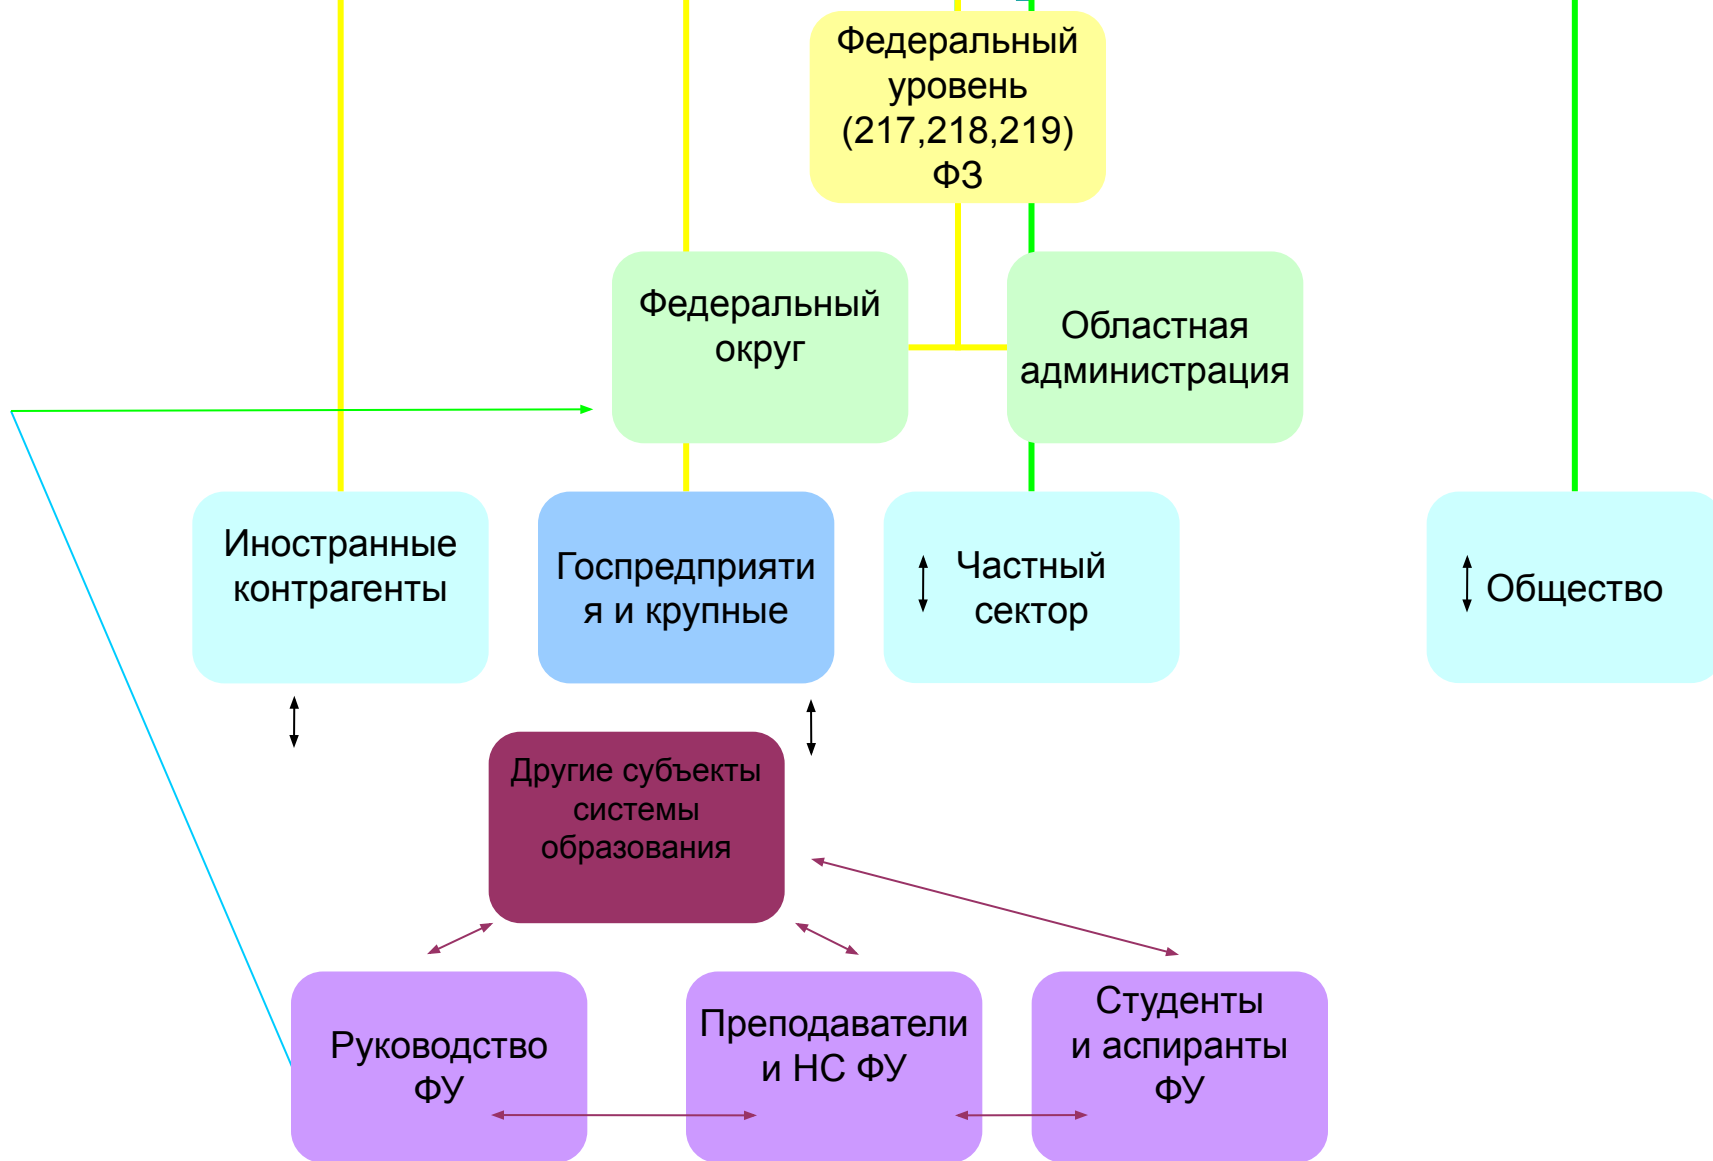 Федеральный
уровень
(217,218,219)
ФЗ
Федеральный
округ
Областная
администрация
Иностранные
контрагенты
Госпредприяти
я и крупные
Частный
сектор
Общество
Другие субъекты
системы
образования
Руководство
ФУ
Преподаватели
и НС ФУ
Студенты
и аспиранты
ФУ